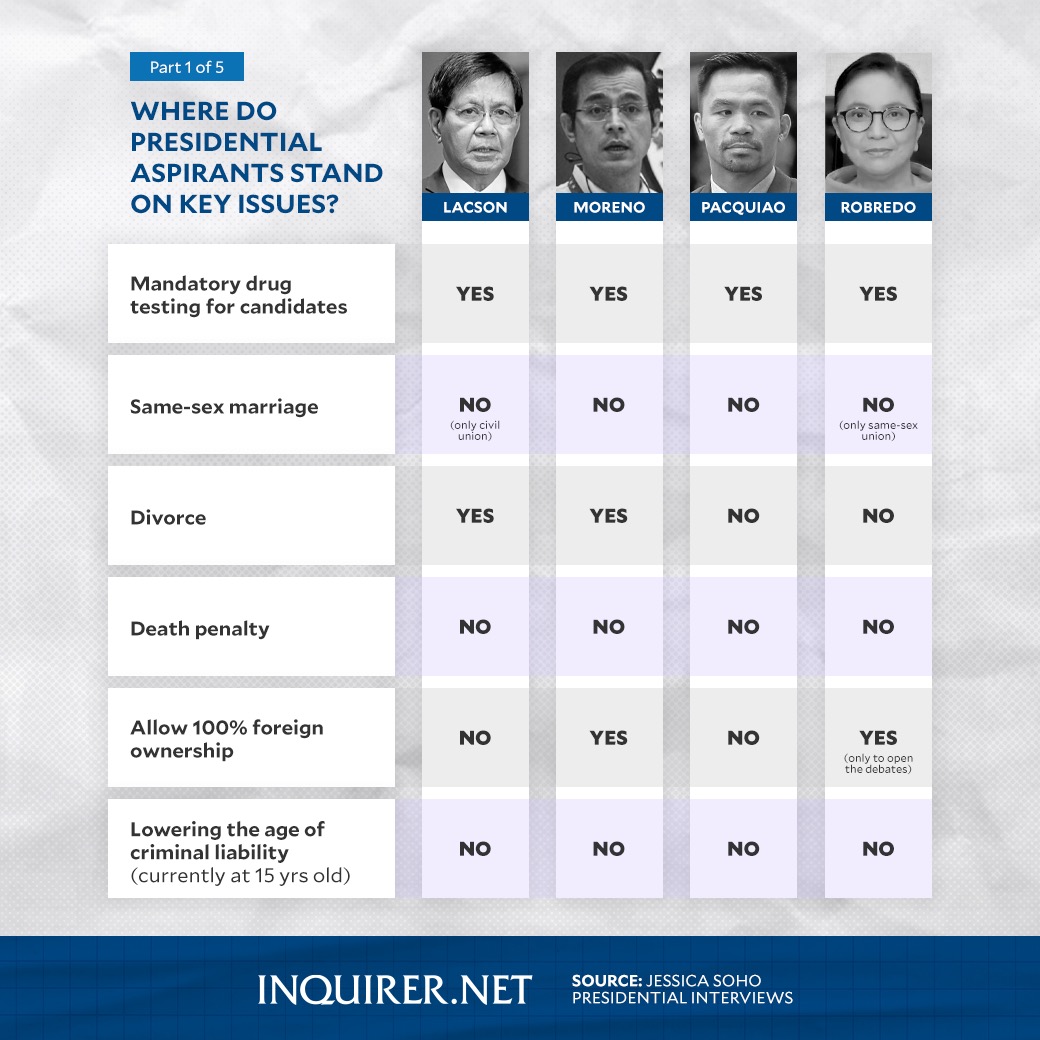 Part 1 of 5
WHERE DO
PRESIDENTIAL
ASPIRANTS STAND
ON KEY ISSUES?
LACSON MORENO PACQUIAO ROBREDO
Mandatory drug
testing for candidates
YES YES YES YES
Same-sex marriage
NO NO NO NO
(only civil
union)
(only same-sex
union)
Divorce
YES YES NO NO
Death penalty
NO NO NO NO
Allow 100% foreign
ownership
NO YES NO YES
(only to open
the debates)
Lowering the age of
criminal liability
(currently at 15 yrs old)
NO NO NO NO
INQUIRER.NET
SOURCE: JESSICA SOHO
PRESIDENTIAL INTERVIEWS